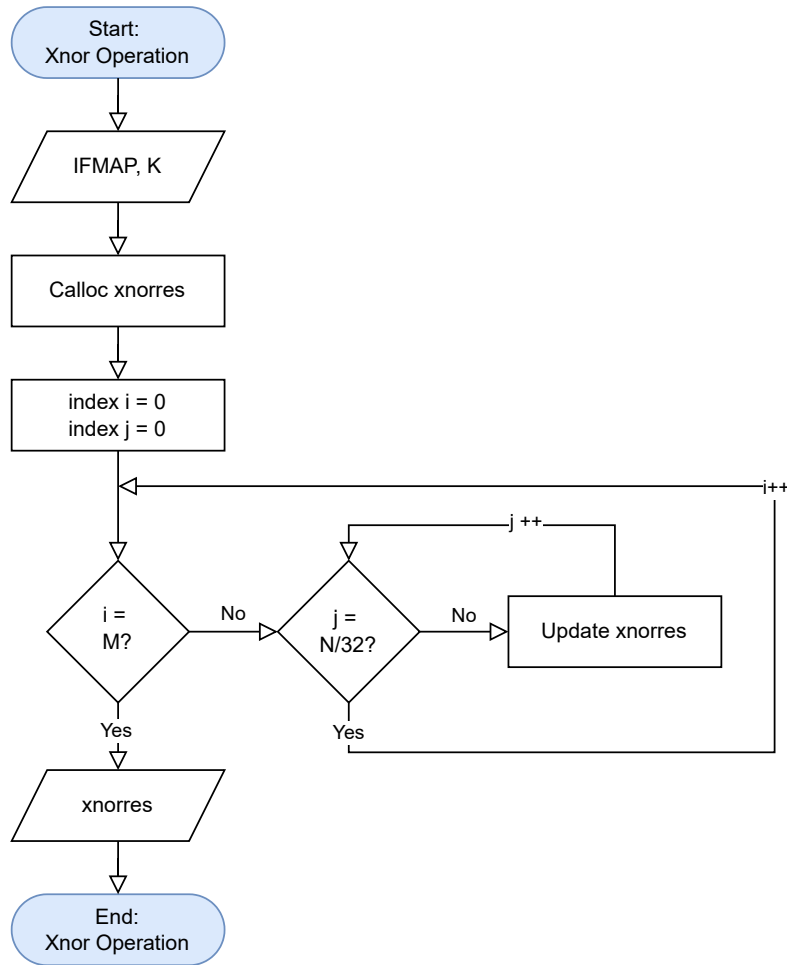 Start:
Xnor Operation
IFMAP, K
Calloc xnorres
index i = 0
index j = 0
i++
j ++
i =
M?
No
j =
N/32?
No
Update xnorres
Yes
Yes
xnorres
End:
Xnor Operation